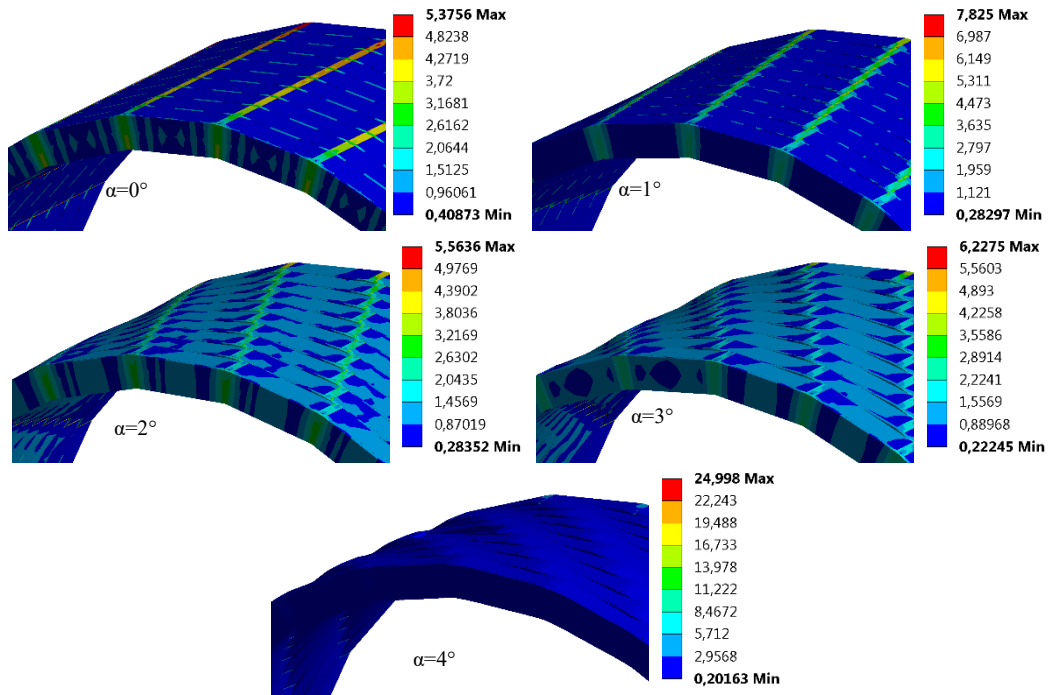 5,3756 Max
4,8238
4,2719
3,72
3,1681
2,6162
2,0644
1,5125
0,96061
0,40873 Min
α=0°
7,825 Max
6,987
6,149
5,311
4,473
3,635
2,797
1,959
1,121
0,28297 Min
α=1°
5,5636 Max
4,9769
4,3902
3,8036
3,2169
2,6302
2,0435
1,4569
0,87019
0,28352 Min
α=2°
6,2275 Max
5,5603
4,893
4,2258
3,5586
2,8914
2,2241
1,5569
0,88968
0,22245 Min
α=3°
24,998 Max
22,243
19,488
16,733
13,978
11,222
8,4672
5,712
2,9568
0,20163 Min
α=4°